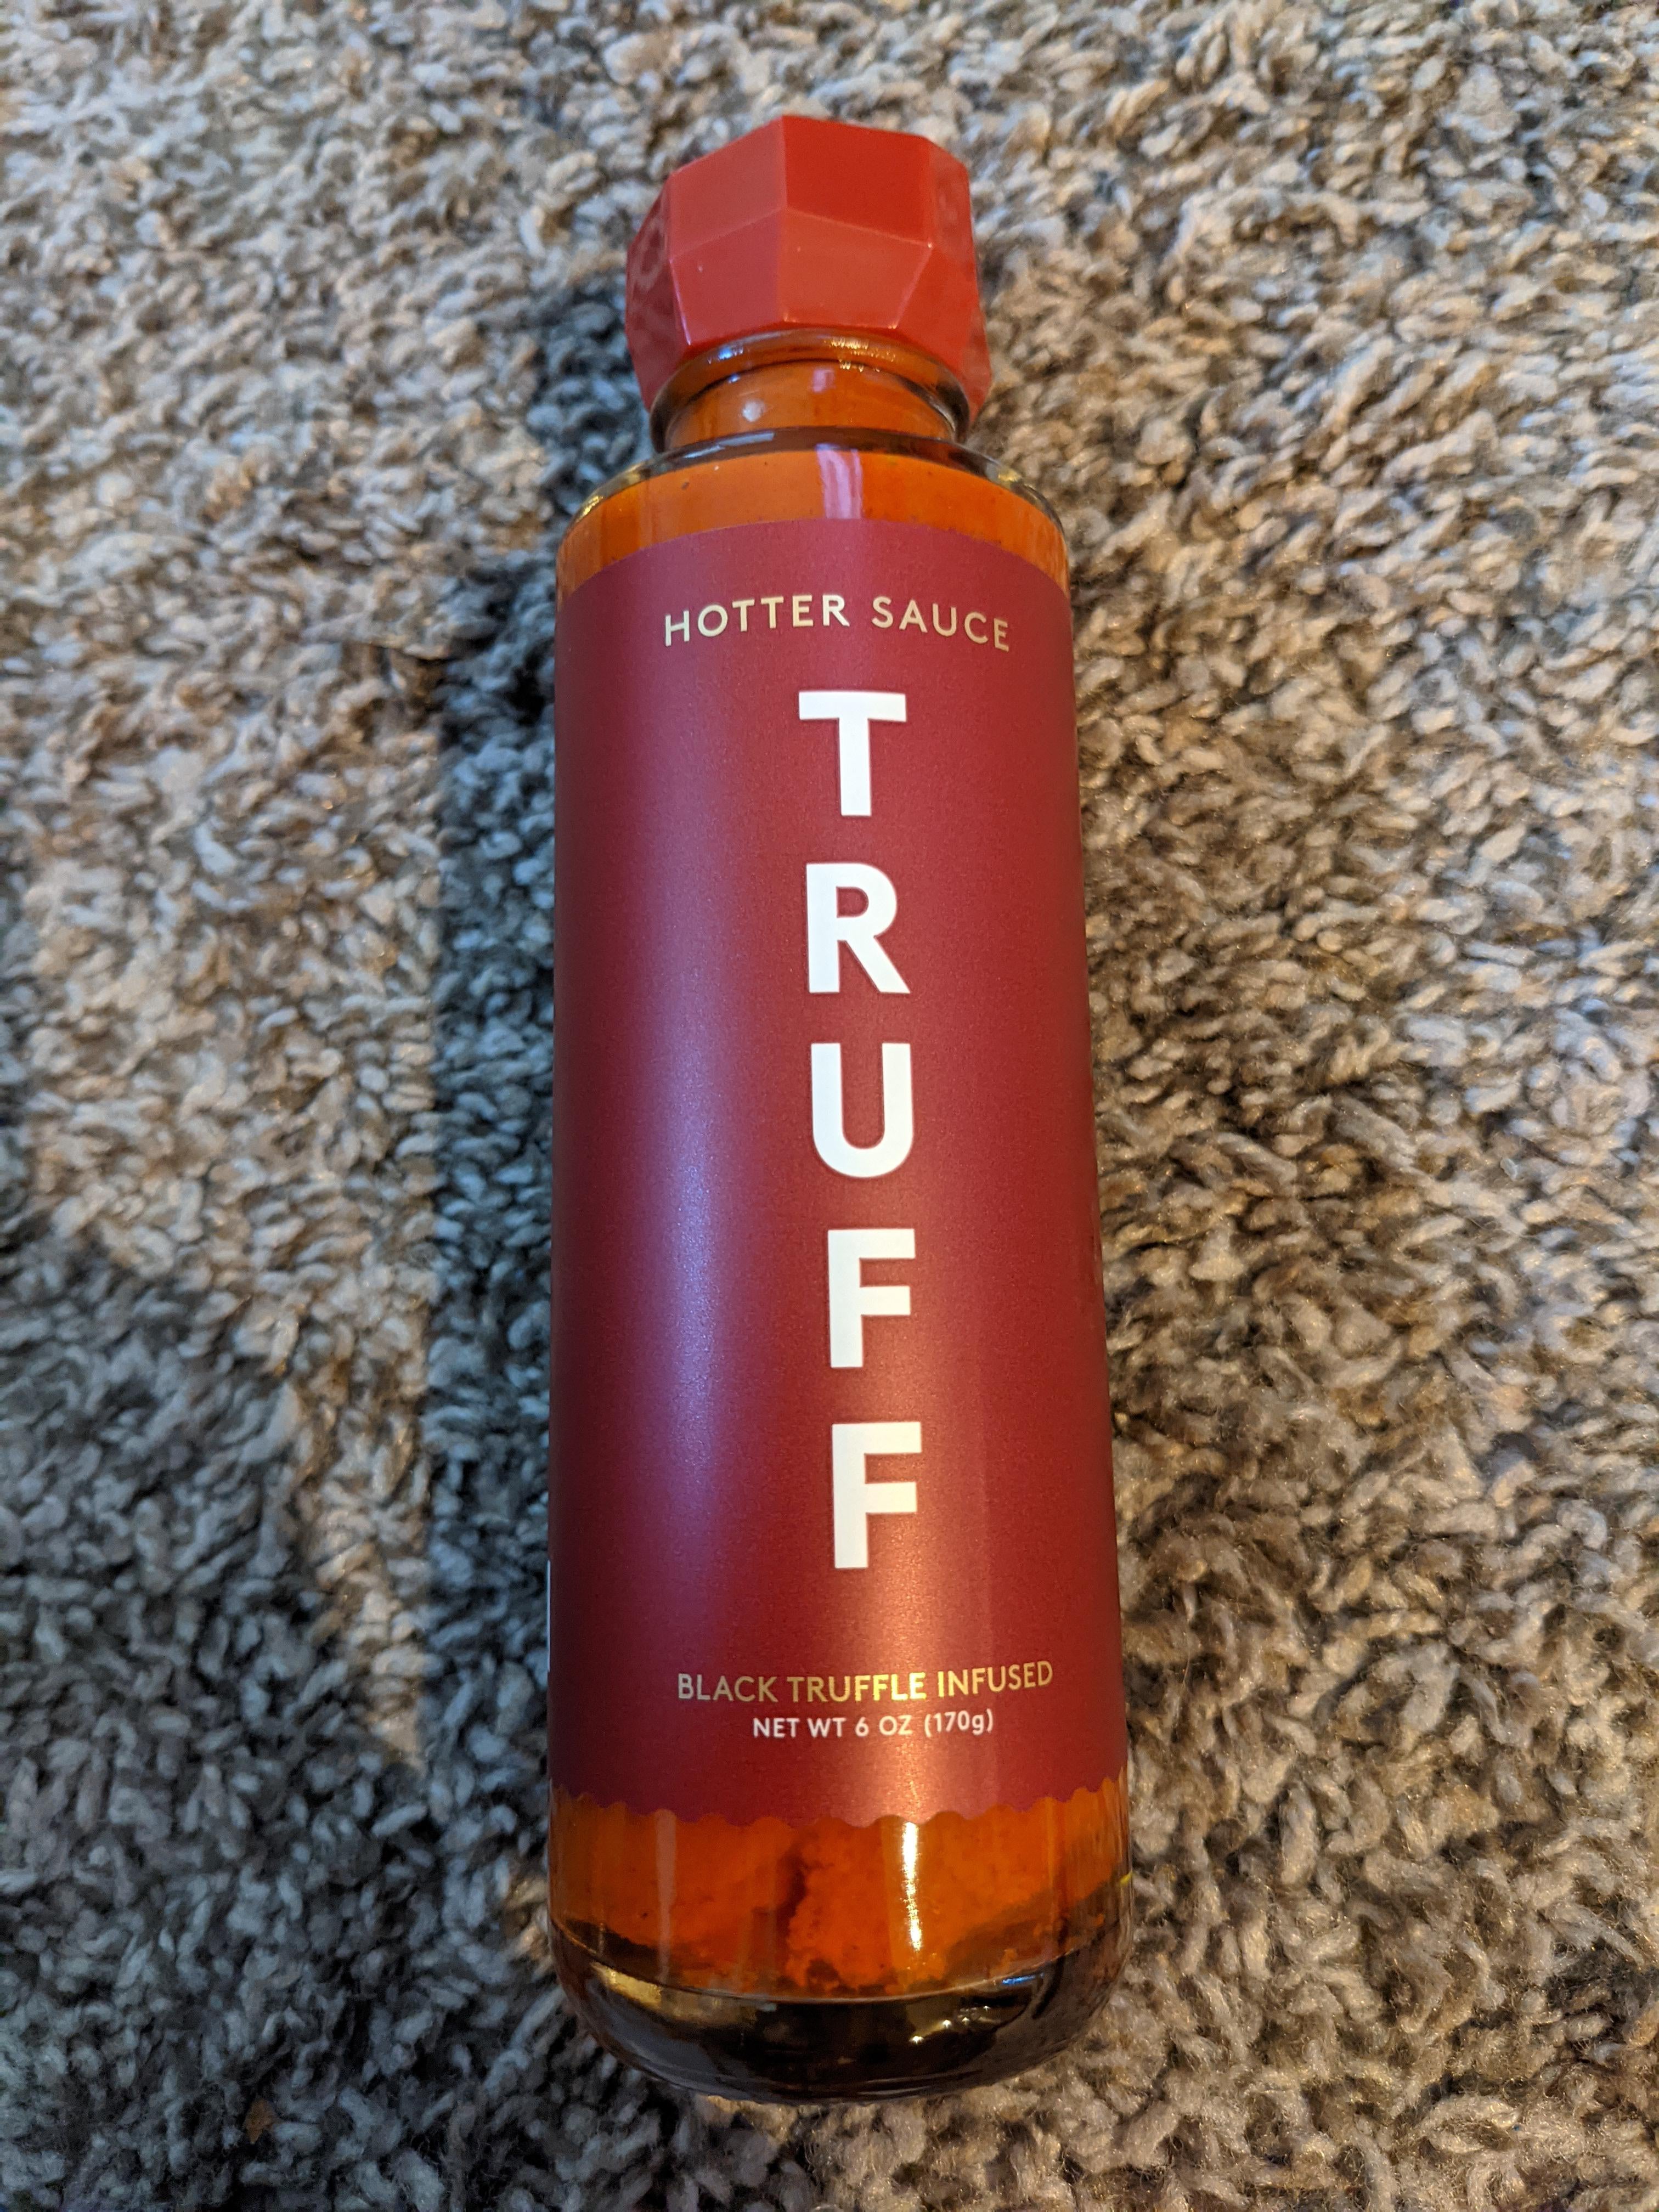 HOTTER SAUCE
TRUFF
BLACK TRUFFLE INFUSED
NET WT 6 OZ (170g)